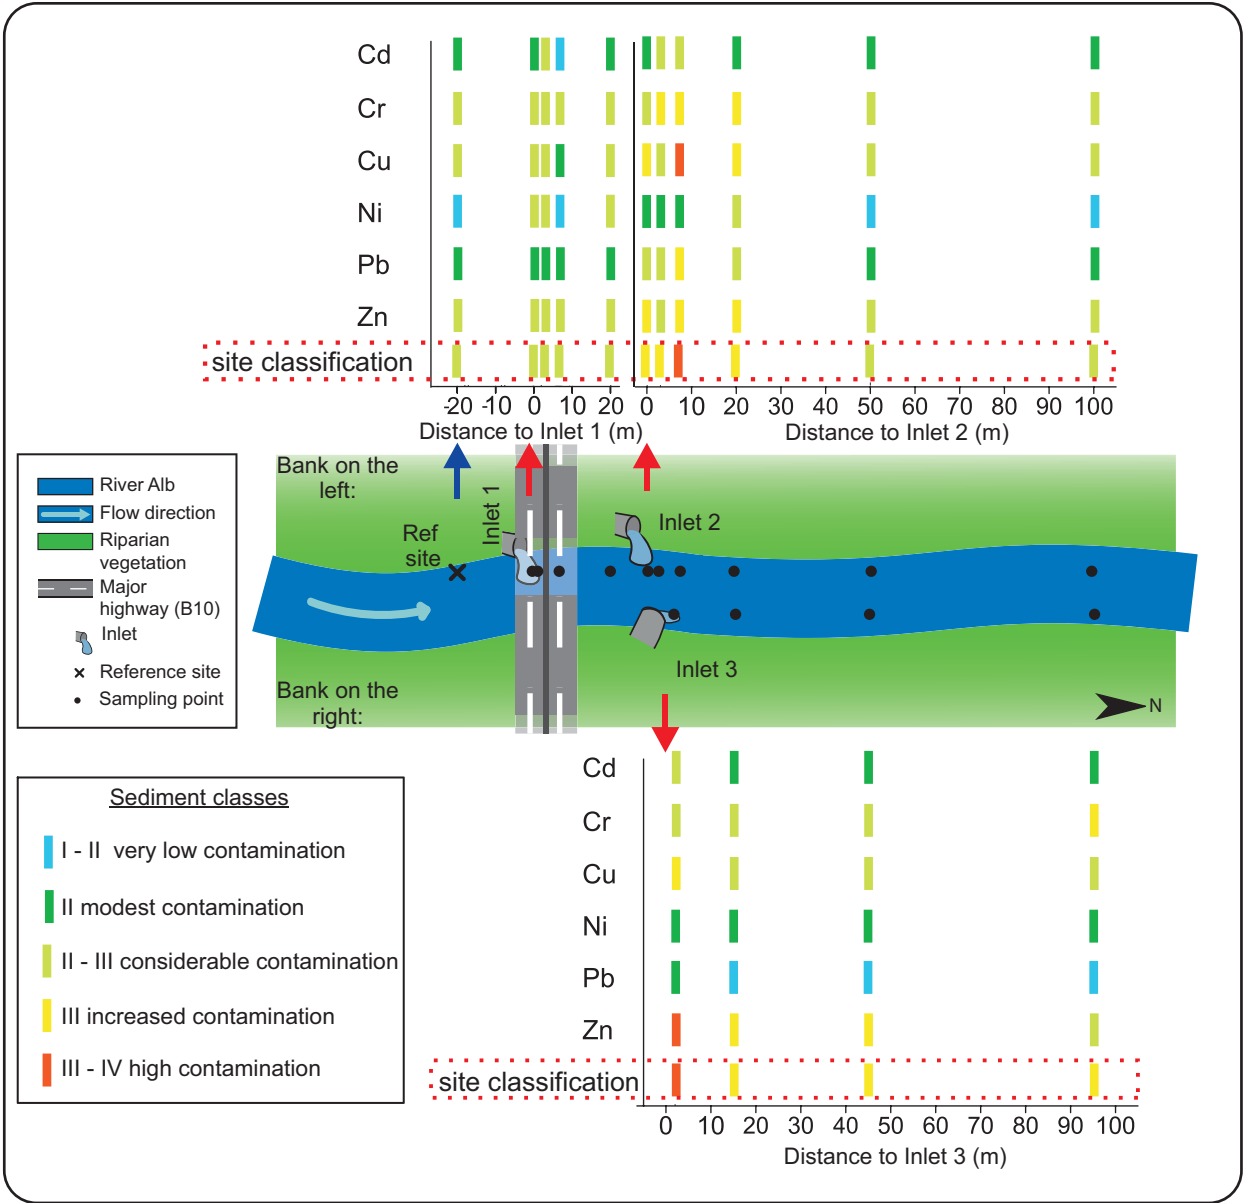 Cd
Cr
Cu
Ni
Pb
Zn
site classification
-20 -10 0 10 20
0 10 20 30 40 50 60 70 80 90 100
Distance to Inlet 1 (m)
Distance to Inlet 2 (m)
River Alb
Flow direction
Riparian
vegetation
Major
highway (B10)
Inlet
Reference site
Sampling point
Bank on the
left:
Ref
site
Inlet 1
Inlet 2
Inlet 3
Bank on the
right:
N
Sediment classes
I - II very low contamination
II modest contamination
II - III considerable contamination
III increased contamination
III - IV high contamination
Cd
Cr
Cu
Ni
Pb
Zn
site classification
0 10 20 30 40 50 60 70 80 90 100
Distance to Inlet 3 (m)